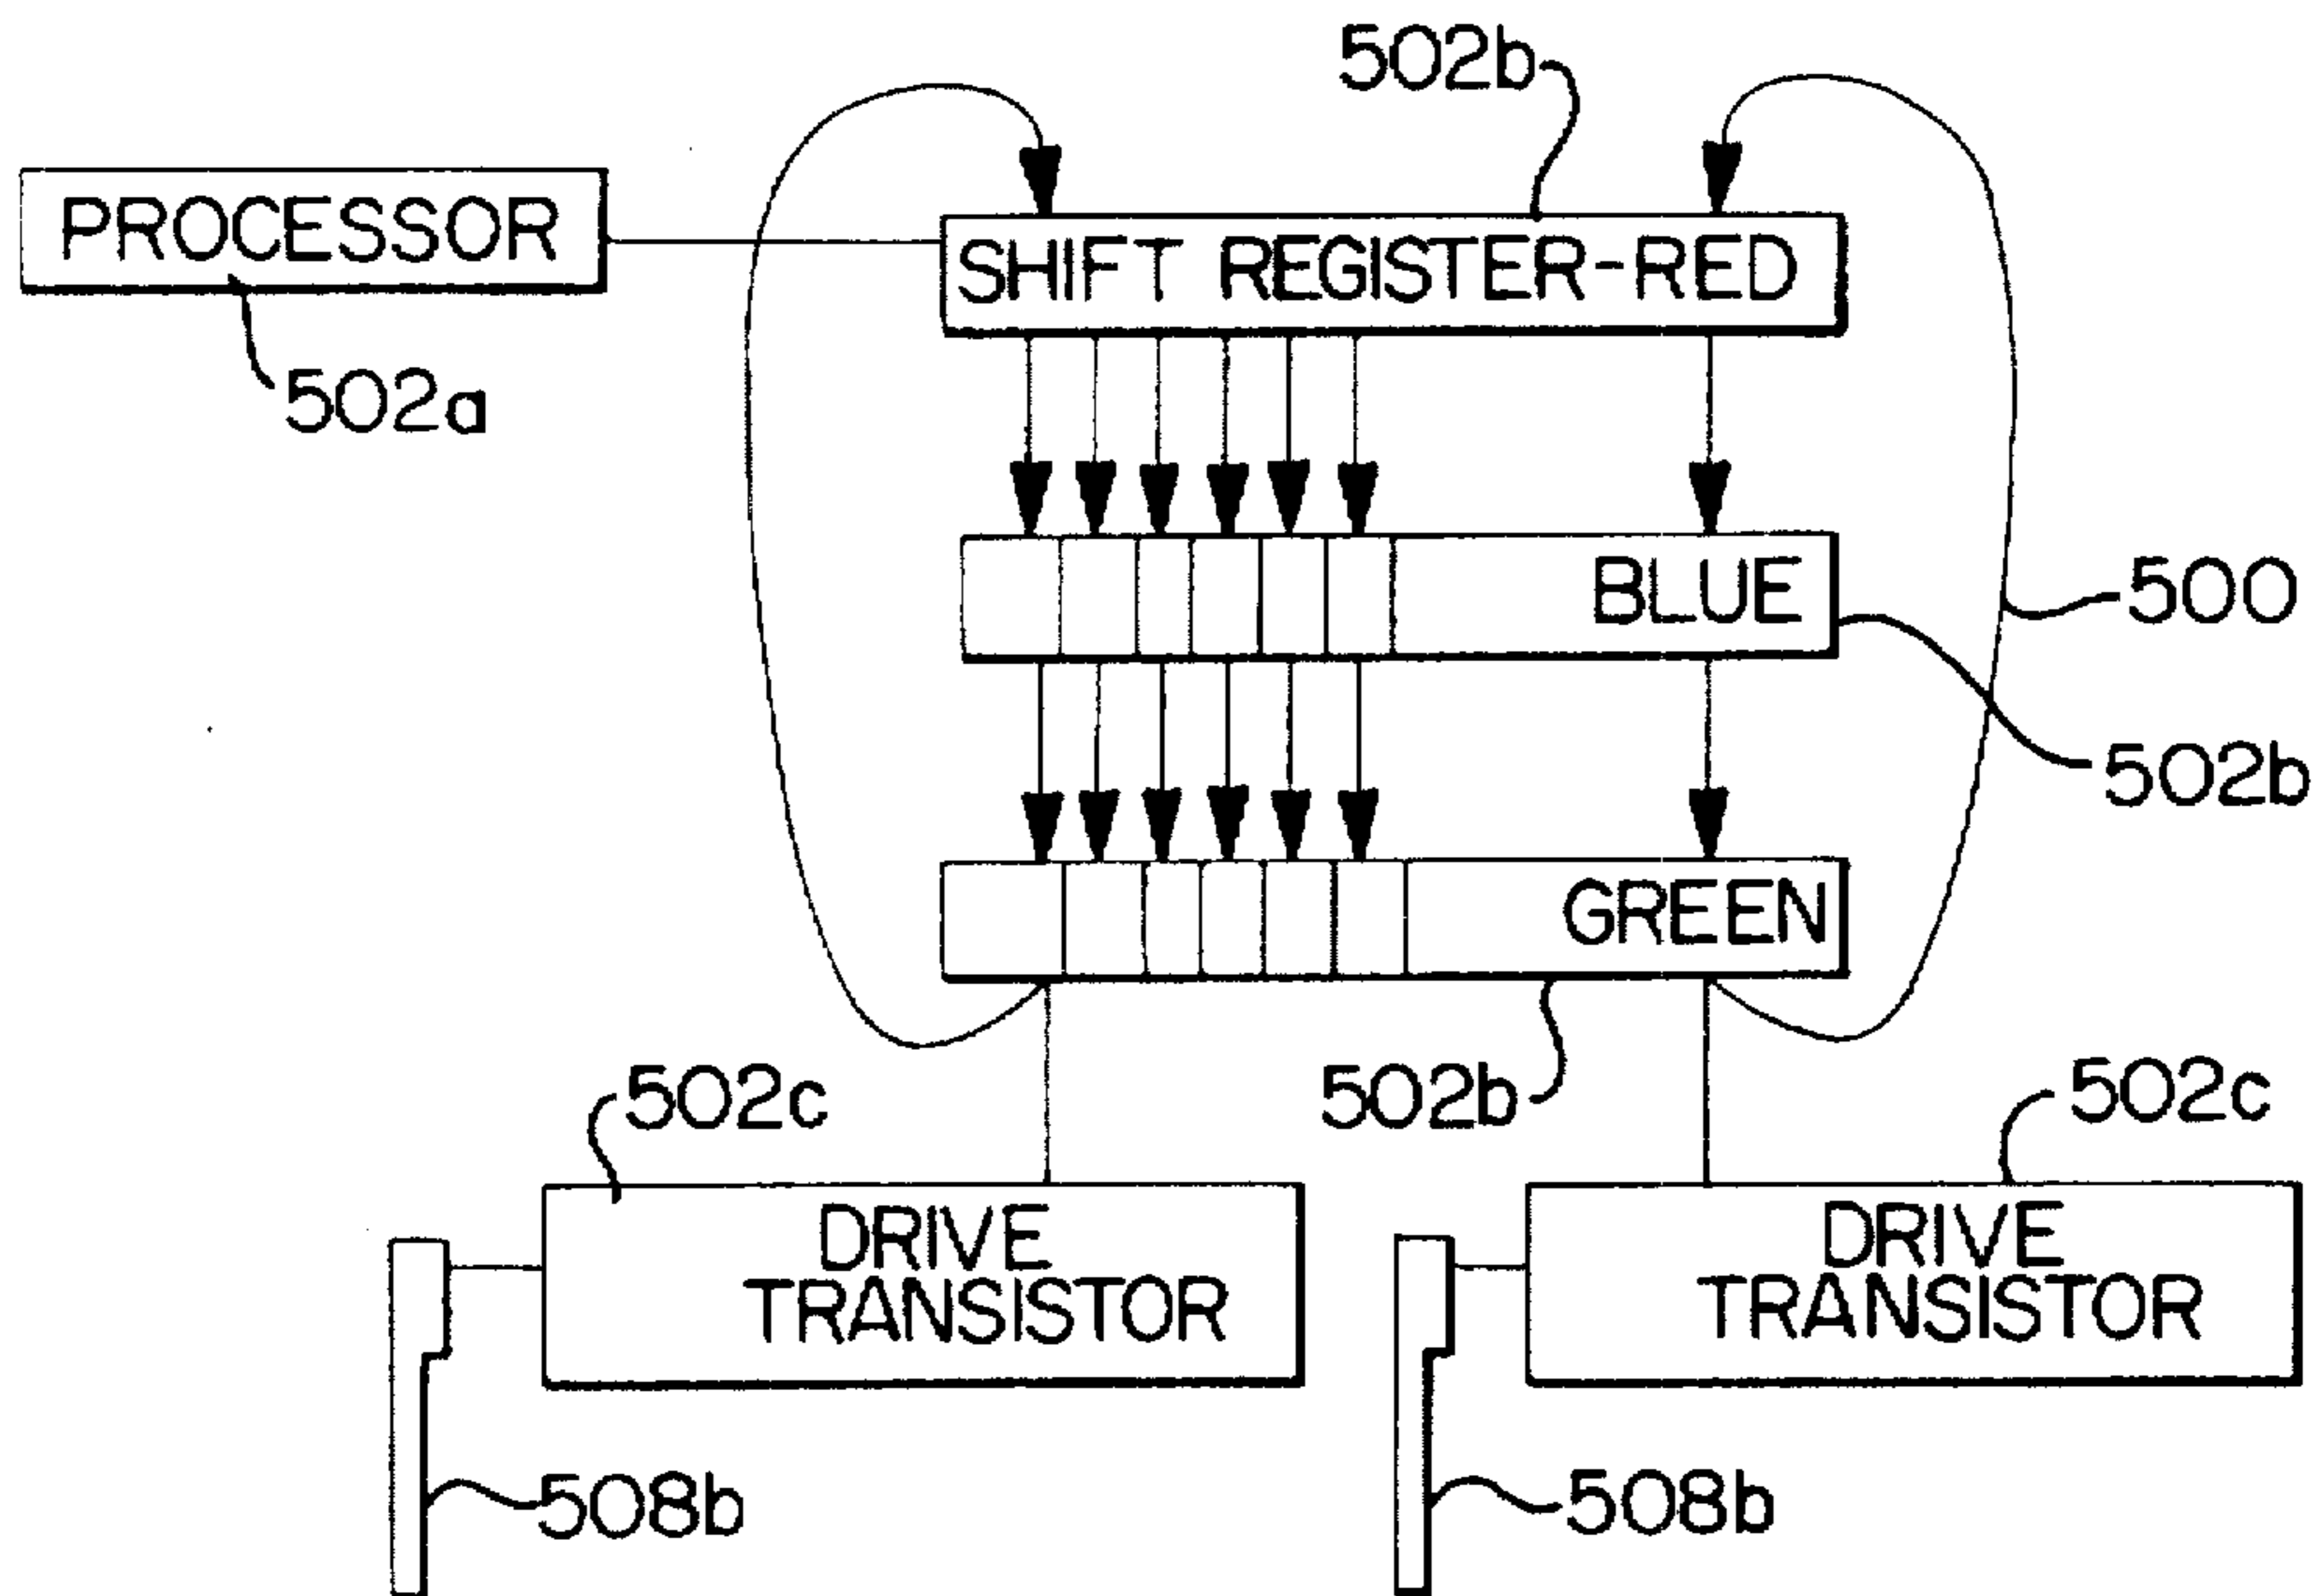 502b
PROCESSOR
SHIFT REGISTER-RED
502a
BLUE
500
502b
GREEN
502c
502b
502c
DRIVE
TRANSISTOR
DRIVE
TRANSISTOR
508b
508b